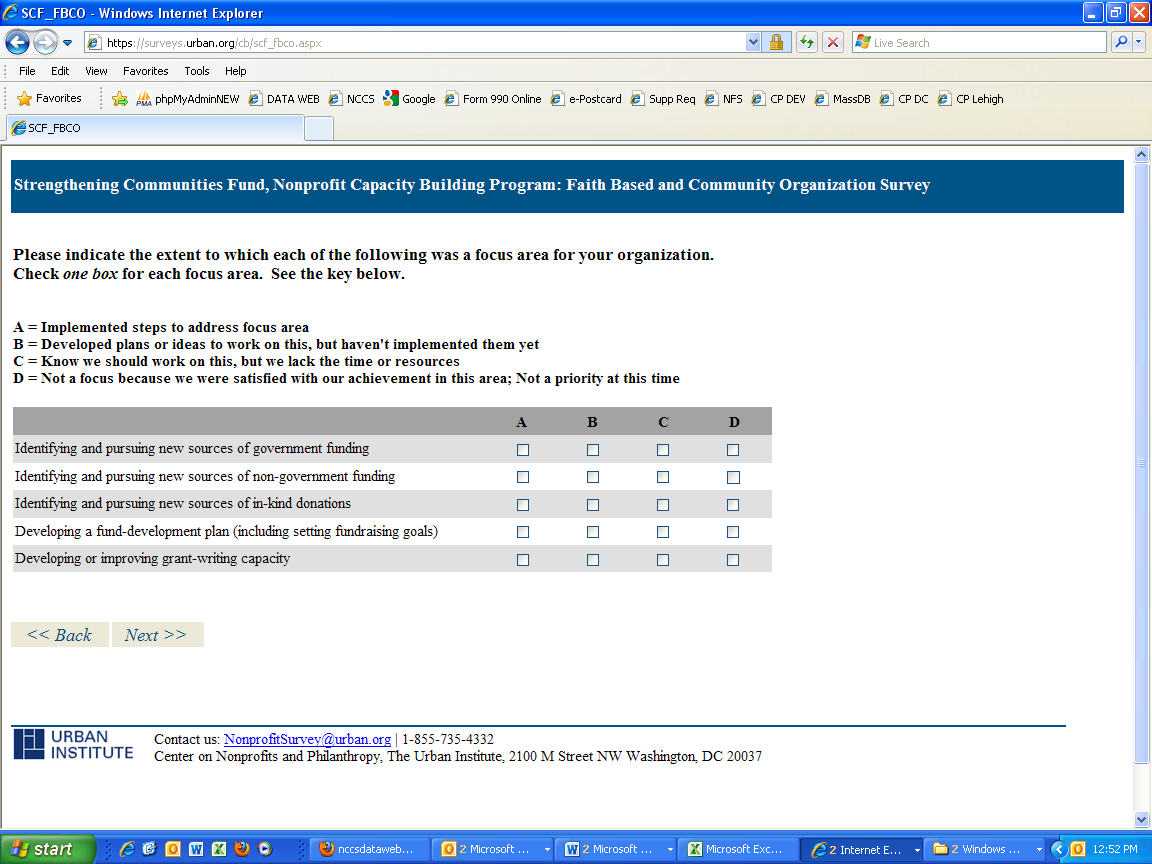 SCF_FBCO - Windows Internet Explorer
https://surveys.urban.org/cb/scf_fbco.aspx
Live Search
File Edit View Favorites Tools Help
Favorites phpMyAdminNEW DATA WEB NCCS Google Form 990 Online e-Postcard Supp Req NFS CP DEV MassDB CP DC CP Lehigh
SCF_FBCO
Strengthening Communities Fund, Nonprofit Capacity Building Program: Faith Based and Community Organization Survey
Please indicate the extent to which each of the following was a focus area for your organization.
Check one box for each focus area. See the key below.
A = Implemented steps to address focus area
B = Developed plans or ideas to work on this, but haven't implemented them yet
C = Know we should work on this, but we lack the time or resources
D = Not a focus because we were satisfied with our achievement in this area; Not a priority at this time
A B C D
Identifying and pursuing new sources of government funding
Identifying and pursuing new sources of non-government funding
Identifying and pursuing new sources of in-kind donations
Developing a fund-development plan (including setting fundraising goals)
Developing or improving grant-writing capacity
<< Back Next >>
URBAN INSTITUTE
Contact us: NonprofitSurvey@urban.org | 1-855-735-4332
Center on Nonprofits and Philanthropy, The Urban Institute, 2100 M Street NW Washington, DC 20037
start nccsdataweb... 2 Microsoft ... 2 Microsoft ... Microsoft Exc... 2 Internet E... 2 Windows ... 12:52 PM